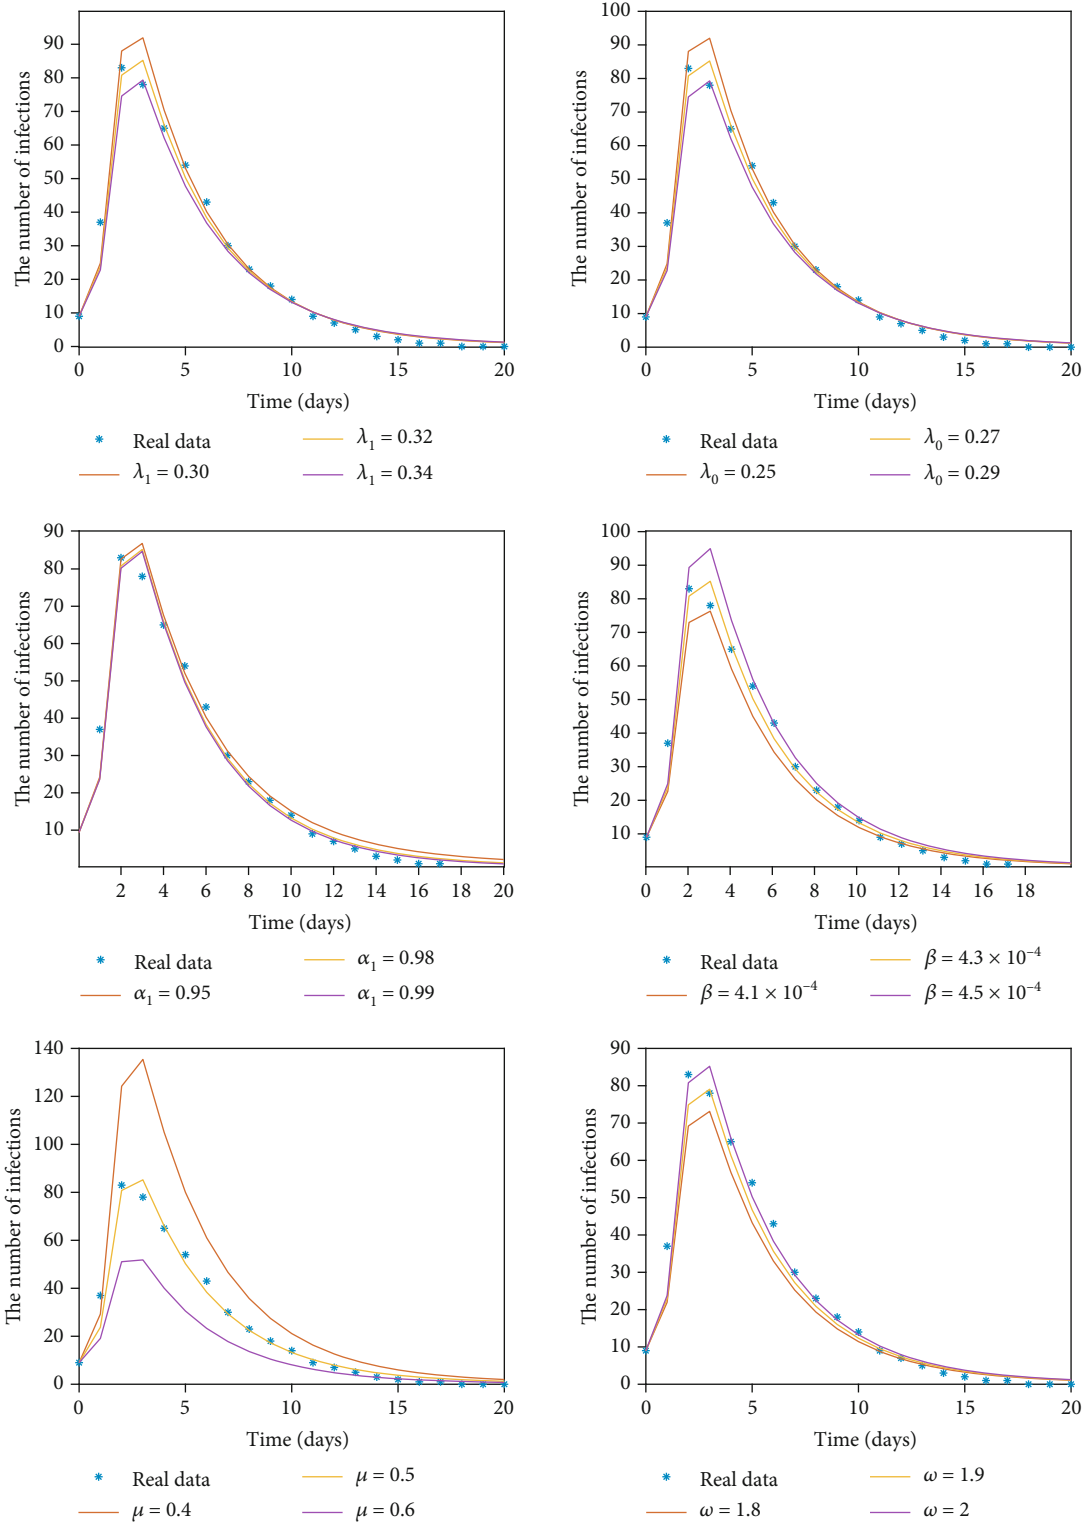 The number of infections
90
80
70
60
50
40
30
20
10
0
0 5 10 15 20
Time (days)
Real data
λ1 = 0.30
λ1 = 0.32
λ1 = 0.34
The number of infections
100
90
80
70
60
50
40
30
20
10
0
0 5 10 15 20
Time (days)
Real data
λ0 = 0.25
λ0 = 0.27
λ0 = 0.29
The number of infections
90
80
70
60
50
40
30
20
10
2 4 6 8 10 12 14 16 18 20
Time (days)
Real data
α1 = 0.95
α1 = 0.98
α1 = 0.99
The number of infections
100
90
80
70
60
50
40
30
20
10
0 2 4 6 8 10 12 14 16 18
Time (days)
Real data
β = 4.1 × 10⁻⁴
β = 4.3 × 10⁻⁴
β = 4.5 × 10⁻⁴
The number of infections
140
120
100
80
60
40
20
0
0 5 10 15 20
Time (days)
Real data
μ = 0.4
μ = 0.5
μ = 0.6
The number of infections
90
80
70
60
50
40
30
20
10
0
0 5 10 15 20
Time (days)
Real data
ω = 1.8
ω = 1.9
ω = 2